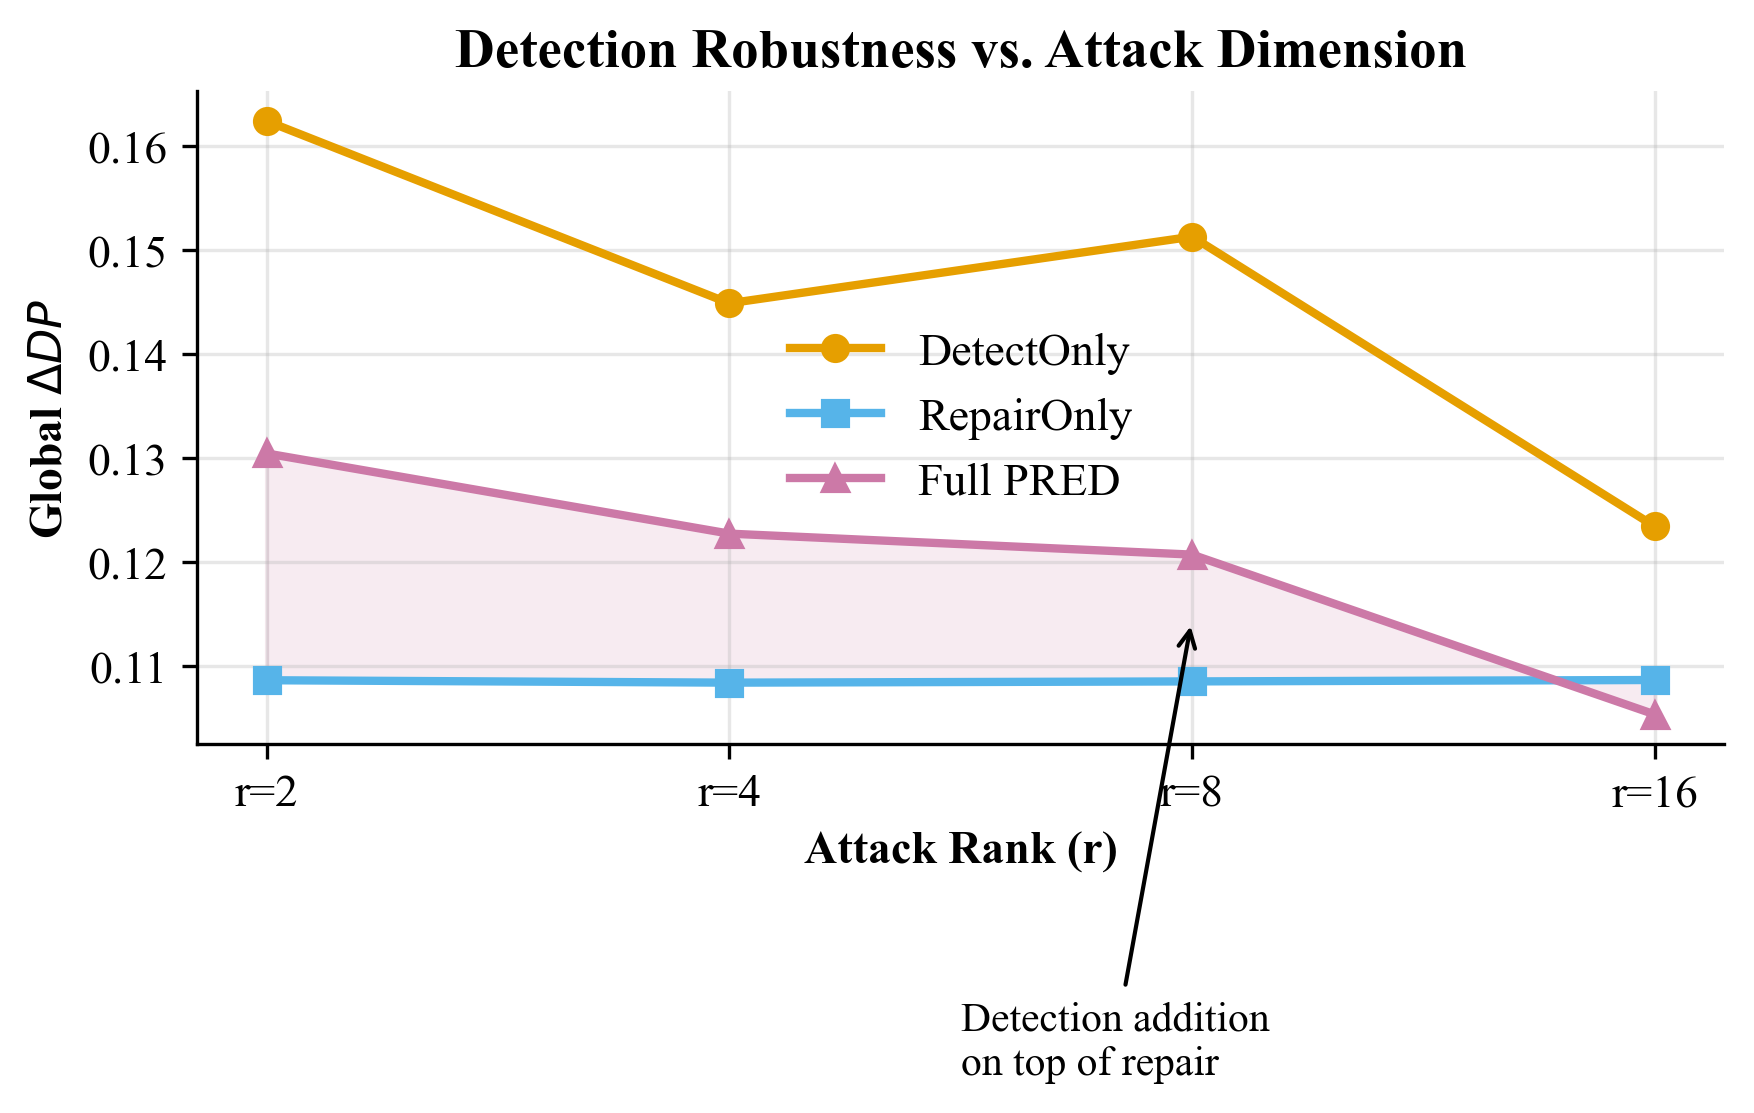 Detection Robustness vs. Attack Dimension
Global ΔDP
0.16
0.15
0.14
0.13
0.12
0.11
DetectOnly
RepairOnly
Full PRED
r=2
r=4
r=8
r=16
Attack Rank (r)
Detection addition
on top of repair